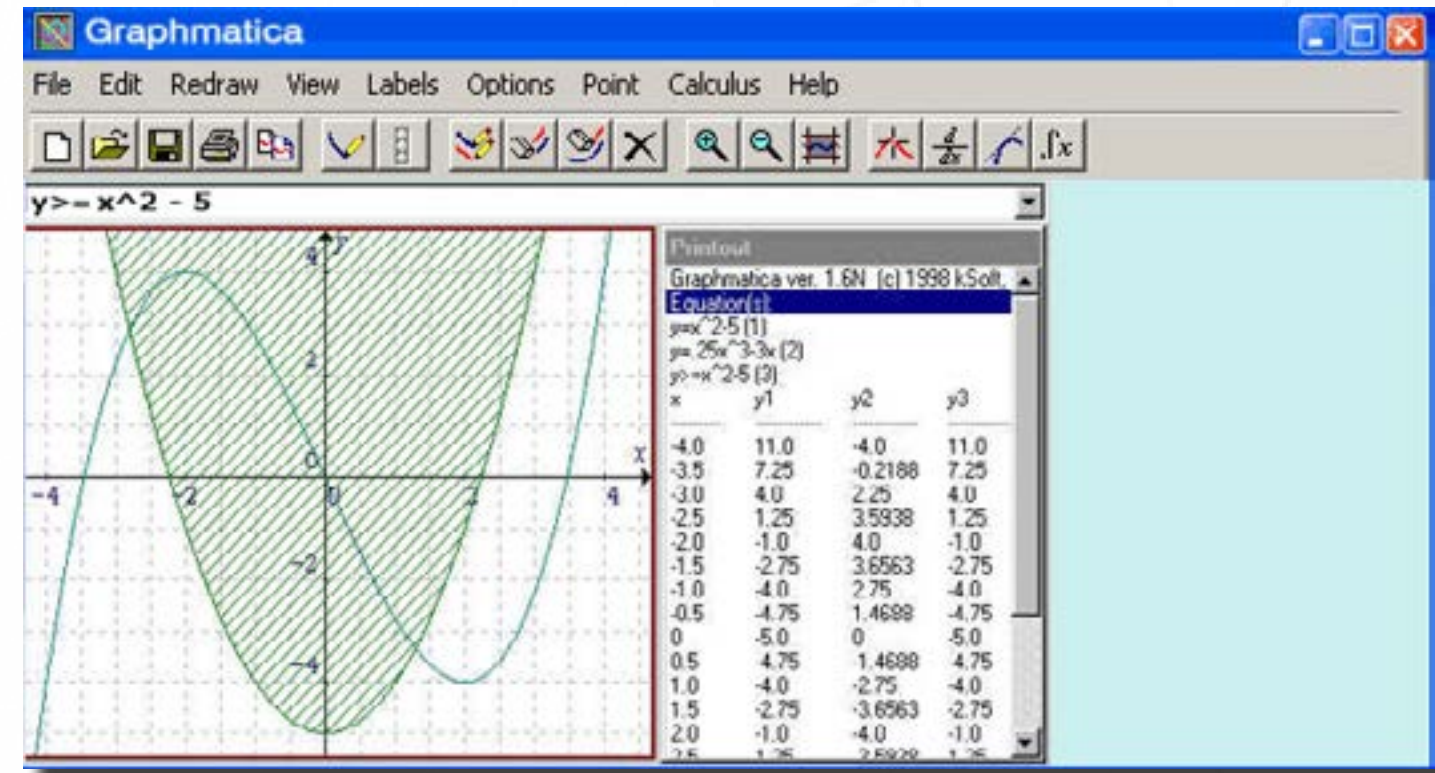 Graphmatica
File Edit Redraw View Labels Options Point Calculus Help
y>= x^2 - 5
4 y
2
0
x
-4 -2 0 2 4
-2
-4
Printout
Graphmatica ver. 1.6N (c) 1998 kSoft,
Equation(s):
y=x^2-5 (1)
y=.25x^3-3x (2)
y>=x^2-5 (3)
x y1 y2 y3
-4.0 11.0 -4.0 11.0
-3.5 7.25 -0.2188 7.25
-3.0 4.0 2.25 4.0
-2.5 1.25 3.5938 1.25
-2.0 -1.0 4.0 -1.0
-1.5 -2.75 3.6563 -2.75
-1.0 -4.0 2.75 -4.0
-0.5 -4.75 1.4688 -4.75
0 -5.0 0 -5.0
0.5 -4.75 -1.4688 -4.75
1.0 -4.0 -2.75 -4.0
1.5 -2.75 -3.6563 -2.75
2.0 -1.0 -4.0 -1.0